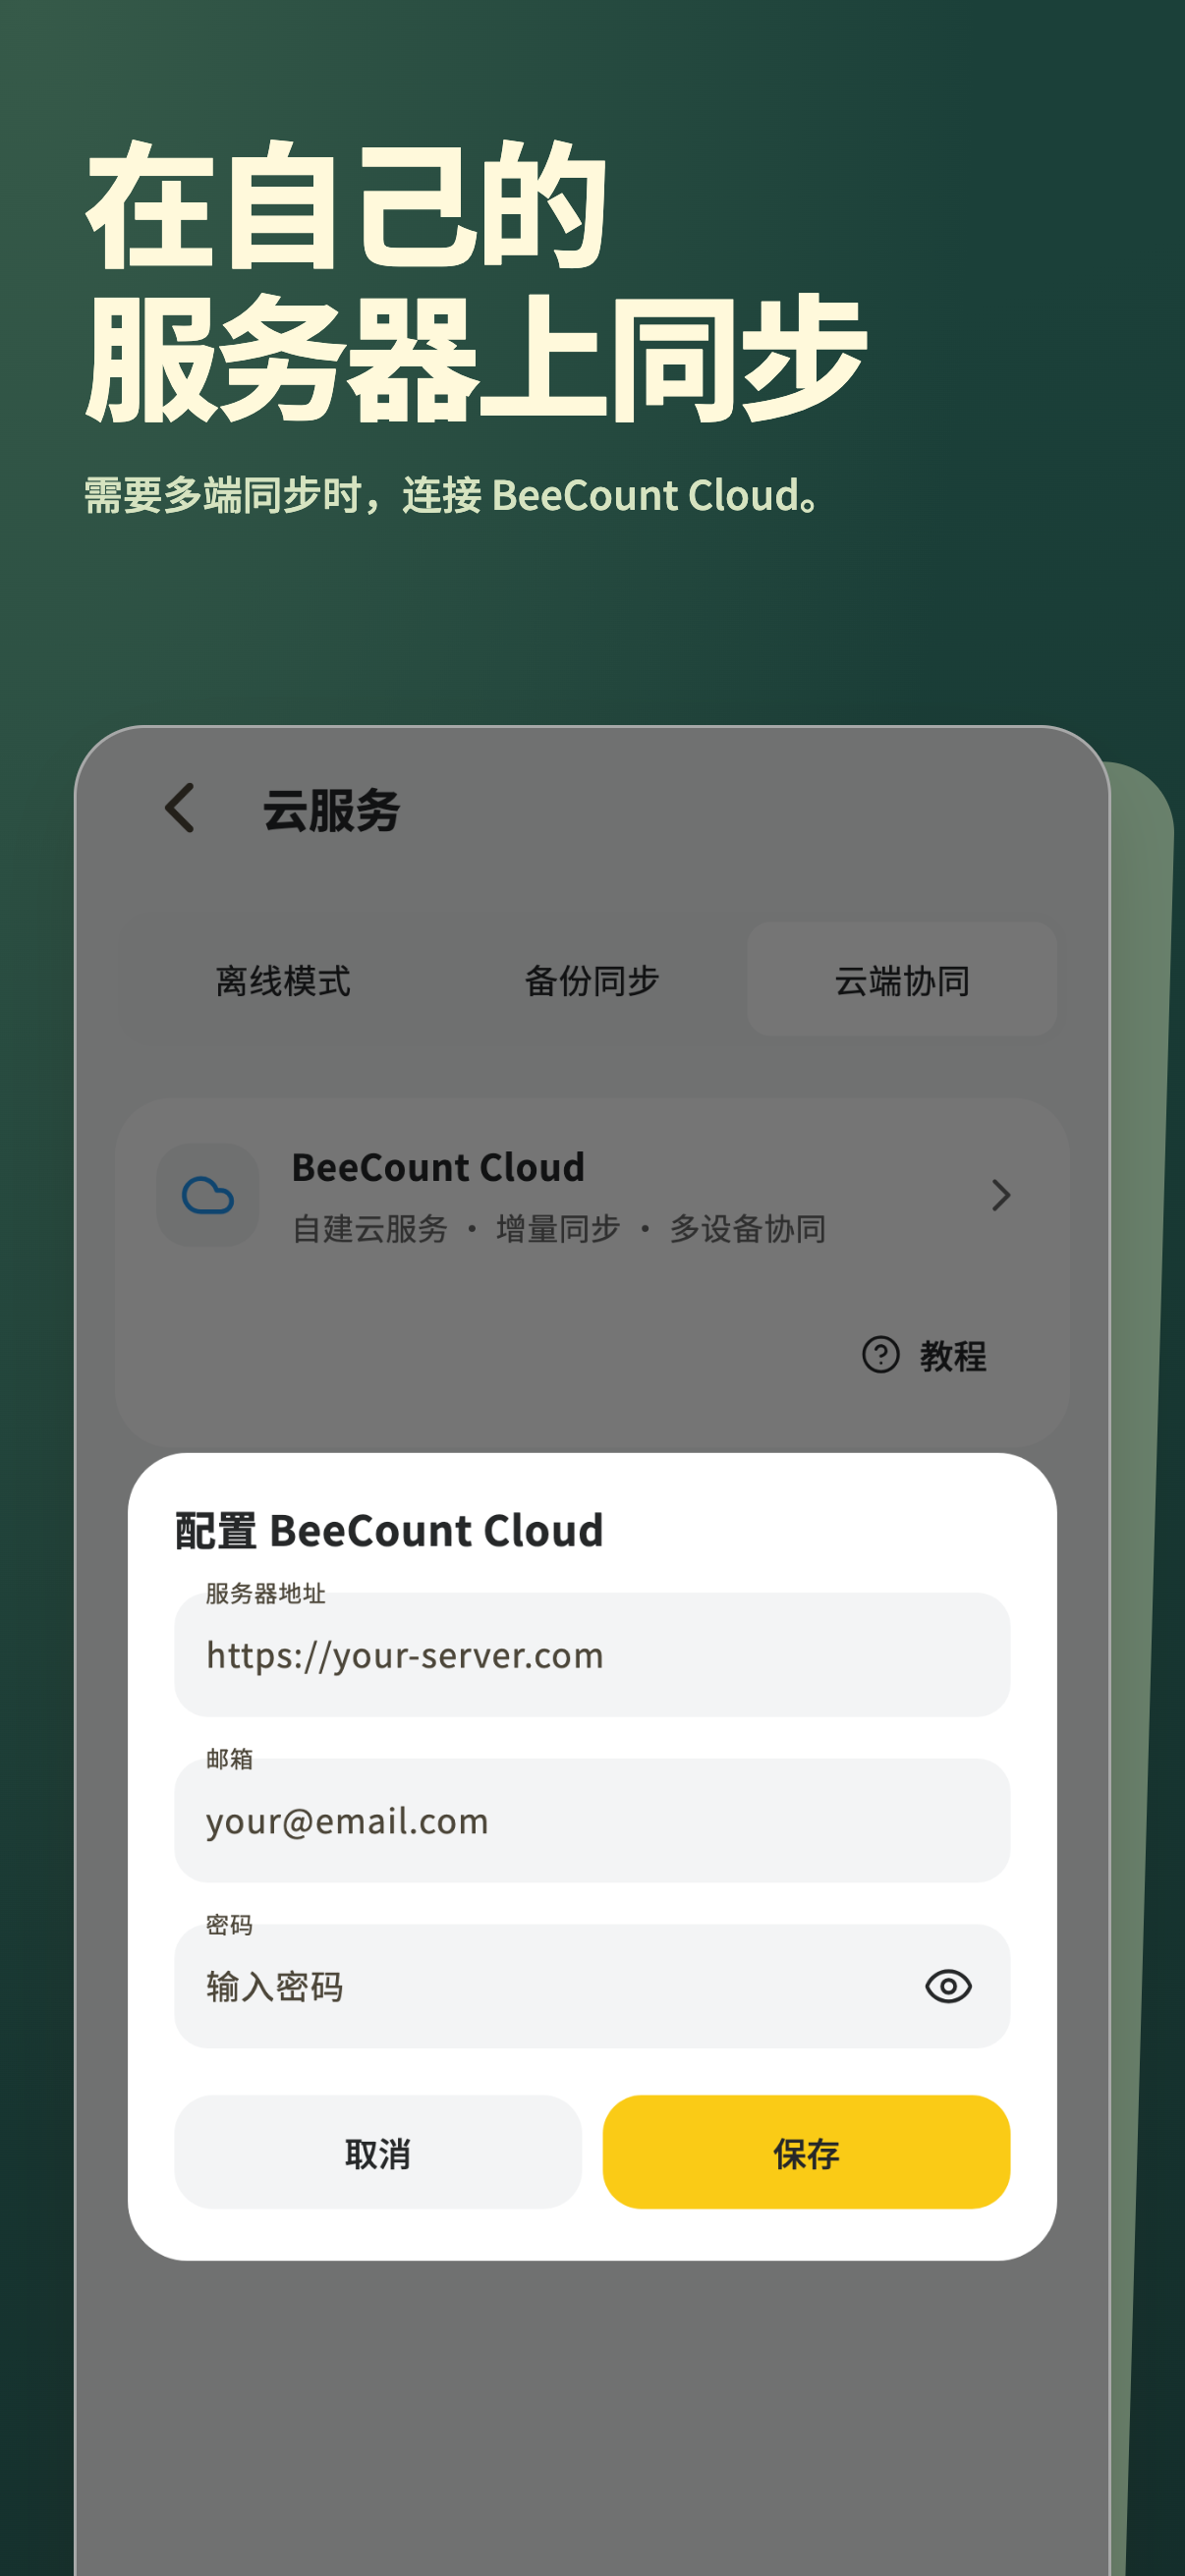 在自己的
服务器上同步
需要多端同步时，连接 BeeCount Cloud。
云服务
离线模式
备份同步
云端协同
BeeCount Cloud
自建云服务 · 增量同步 · 多设备协同
教程
配置 BeeCount Cloud
服务器地址
https://your-server.com
邮箱
your@email.com
密码
输入密码
取消
保存